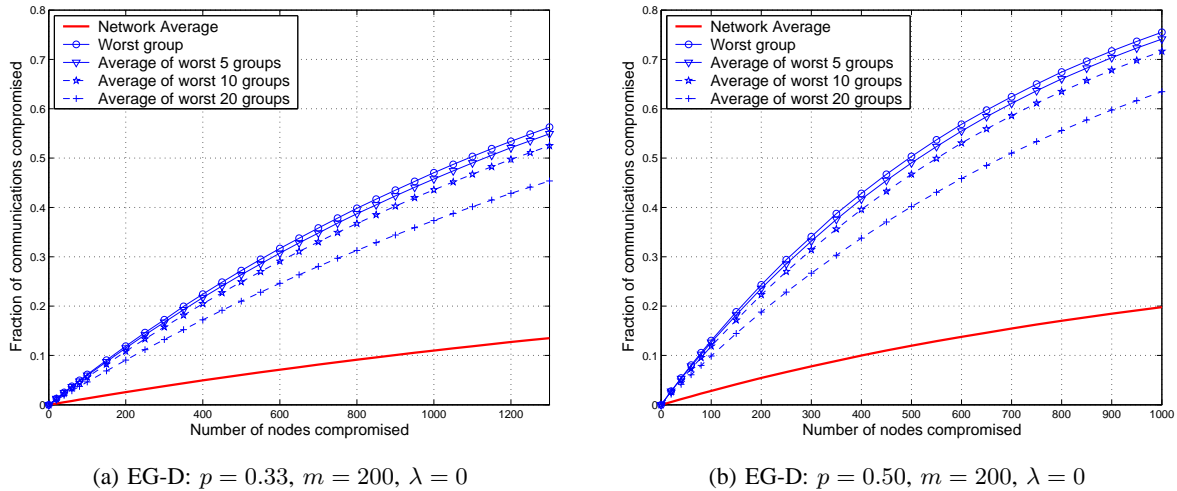 0.8
0.7
0.6
0.5
0.4
0.3
0.2
0.1
0
Fraction of communications compromised
Network Average
Worst group
Average of worst 5 groups
Average of worst 10 groups
Average of worst 20 groups
0 200 400 600 800 1000 1200
Number of nodes compromised
(a) EG-D: p = 0.33, m = 200, λ = 0
0.8
0.7
0.6
0.5
0.4
0.3
0.2
0.1
0
Fraction of communications compromised
Network Average
Worst group
Average of worst 5 groups
Average of worst 10 groups
Average of worst 20 groups
0 100 200 300 400 500 600 700 800 900 1000
Number of nodes compromised
(b) EG-D: p = 0.50, m = 200, λ = 0